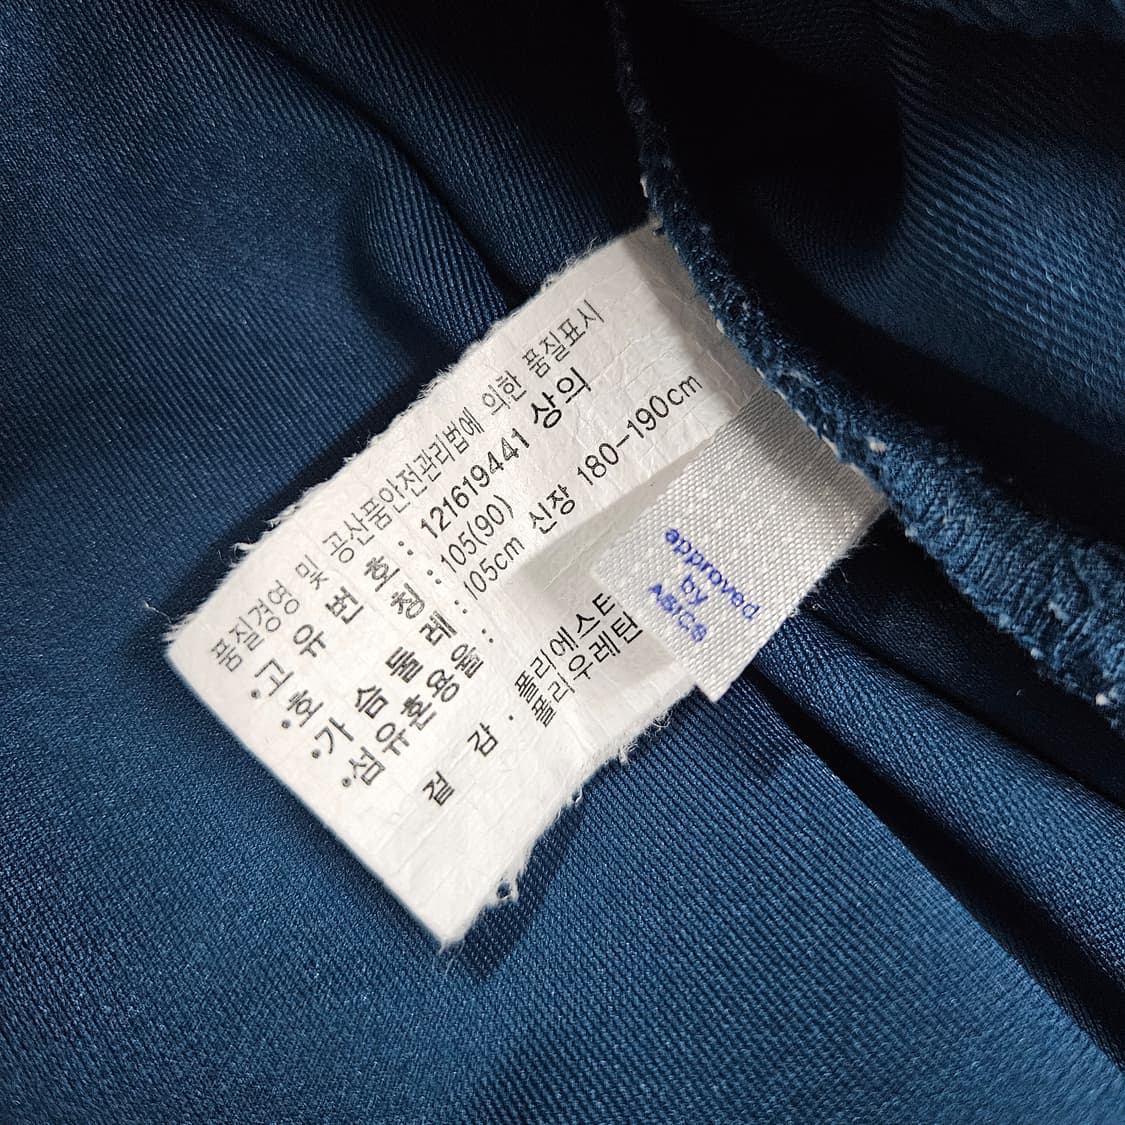 품질경영 및 공산품안전관리법에 의한 품질표시
•고유번호 : 121619441 상의
•호 칭 : 105(90)
•가슴둘레 : 105cm 신장 180-190cm
•섬유혼용율 :
겉 감 : 폴리에스테
폴리우레탄
approved
by
ASICS